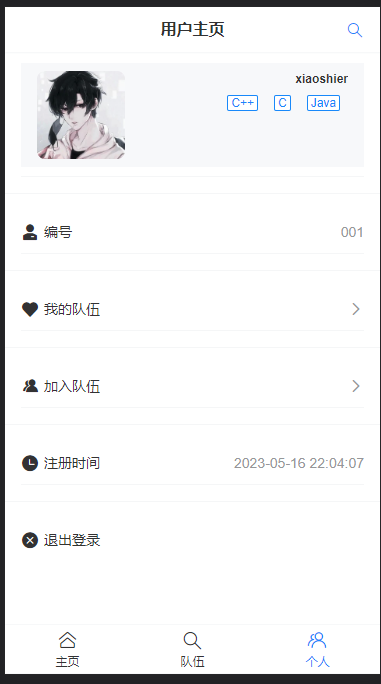 用户主页
xiaoshier
C++ C Java
编号 001
我的队伍
加入队伍
注册时间 2023-05-16 22:04:07
退出登录
主页 队伍 个人